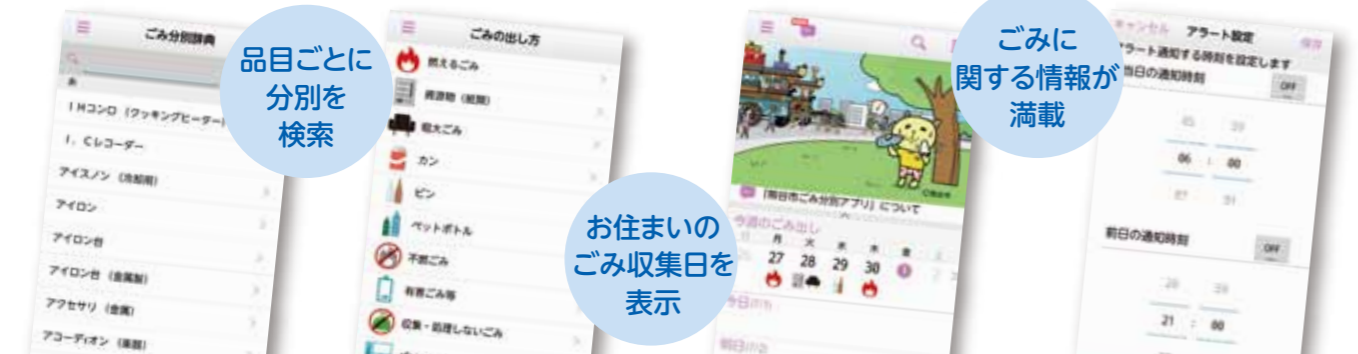 ごみ分別辞典
あ
IHコンロ（クッキングヒーター）
I．Cレコーダー
アイスノン（冷却用）
アイロン
アイロン台
アイロン台（金属製）
アクセサリ（金属）
アコーディオン（楽器）
品目ごとに
分別を
検索
ごみの出し方
燃えるごみ
資源物（紙類）
粗大ごみ
カン
ビン
ペットボトル
不燃ごみ
有害ごみ等
収集・処理しないごみ
お住まいの
ごみ収集日を
表示
「熊谷市ごみ分別アプリ」について
今週のごみ出し
月 火 水 木 金
27 28 29 30 1
今日
明日
ごみに
関する情報が
満載
キャンセル アラート設定 保存
アラート通知する時刻を設定します
当日の通知時刻 OFF
05 59
06 : 00
07 01
前日の通知時刻 OFF
20 59
21 : 00